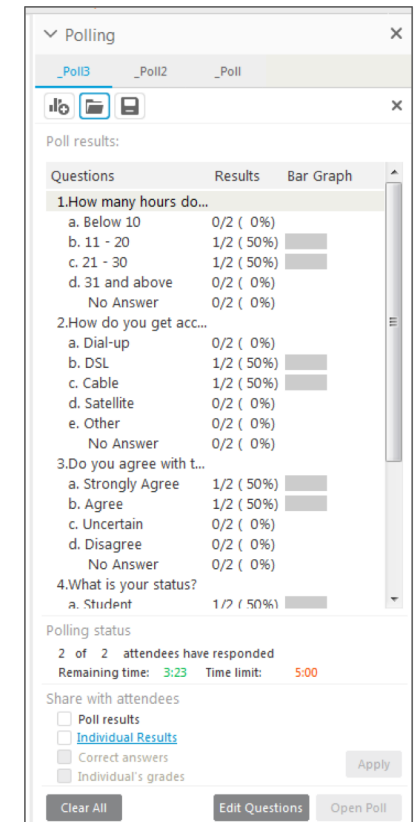 Polling
_Poll3 _Poll2 _Poll
Poll results:
Questions Results Bar Graph
1.How many hours do...
a. Below 10 0/2 ( 0%)
b. 11 - 20 1/2 ( 50%)
c. 21 - 30 1/2 ( 50%)
d. 31 and above 0/2 ( 0%)
No Answer 0/2 ( 0%)
2.How do you get acc...
a. Dial-up 0/2 ( 0%)
b. DSL 1/2 ( 50%)
c. Cable 1/2 ( 50%)
d. Satellite 0/2 ( 0%)
e. Other 0/2 ( 0%)
No Answer 0/2 ( 0%)
3.Do you agree with t...
a. Strongly Agree 1/2 ( 50%)
b. Agree 1/2 ( 50%)
c. Uncertain 0/2 ( 0%)
d. Disagree 0/2 ( 0%)
No Answer 0/2 ( 0%)
4.What is your status?
a. Student 1/2 ( 50%)
Polling status
2 of 2 attendees have responded
Remaining time: 3:23 Time limit: 5:00
Share with attendees
Poll results
Individual Results
Correct answers
Individual's grades
Apply
Clear All Edit Questions Open Poll